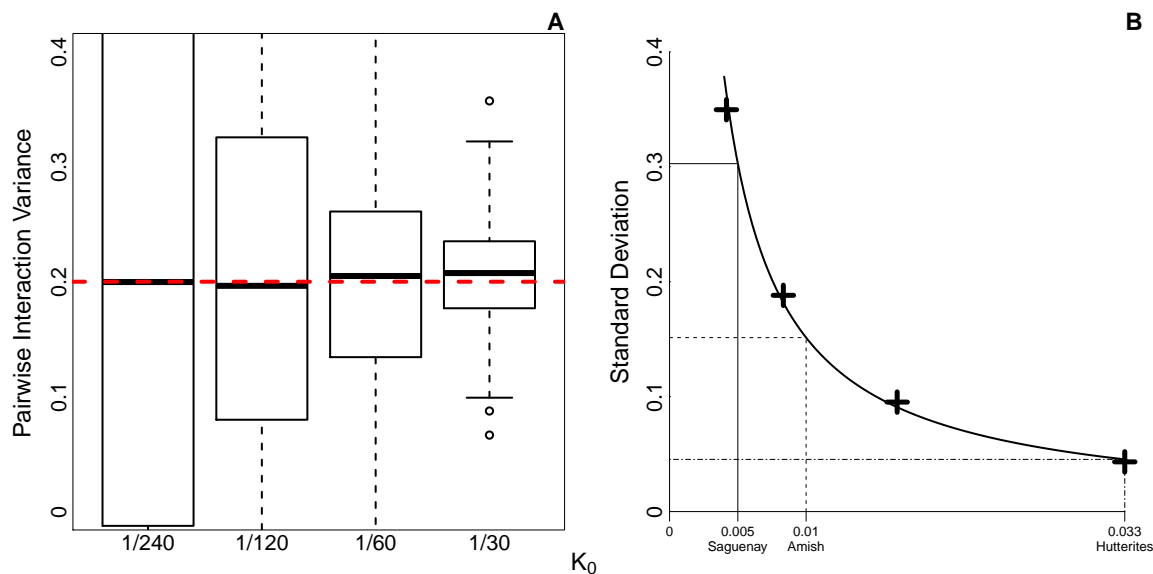 A
Pairwise Interaction Variance
0.4
0.3
0.2
0.1
0
1/240
1/120
1/60
1/30
K0
B
Standard Deviation
0.4
0.3
0.2
0.1
0
0
0.005
Saguenay
0.01
Amish
0.033
Hutterites